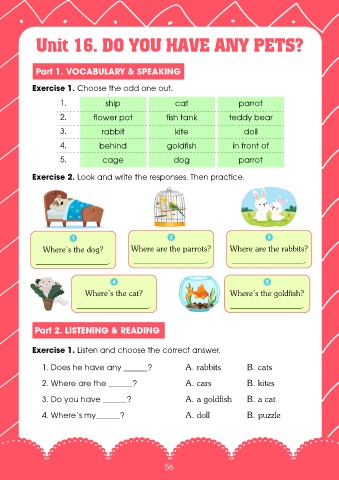 Unit 16. DO YOU HAVE ANY PETS?
Part 1. VOCABULARY & SPEAKING
Exercise 1. Choose the odd one out.
1. ship cat parrot
2. flower pot fish tank teddy bear
3. rabbit kite doll
4. behind goldfish in front of
5. cage dog parrot
Exercise 2. Look and write the responses. Then practice.
1 2 3
Where's the dog? Where are the parrots? Where are the rabbits?
____________________. ____________________. ____________________.
4 5
Where's the cat? Where's the goldfish?
____________________. ____________________.
Part 2. LISTENING & READING
Exercise 1. Listen and choose the correct answer.
1. Does he have any ______? A. rabbits B. cats
2. Where are the ______? A. cars B. kites
3. Do you have ______? A. a goldfish B. a cat
4. Where's my______? A. doll B. puzzle
56